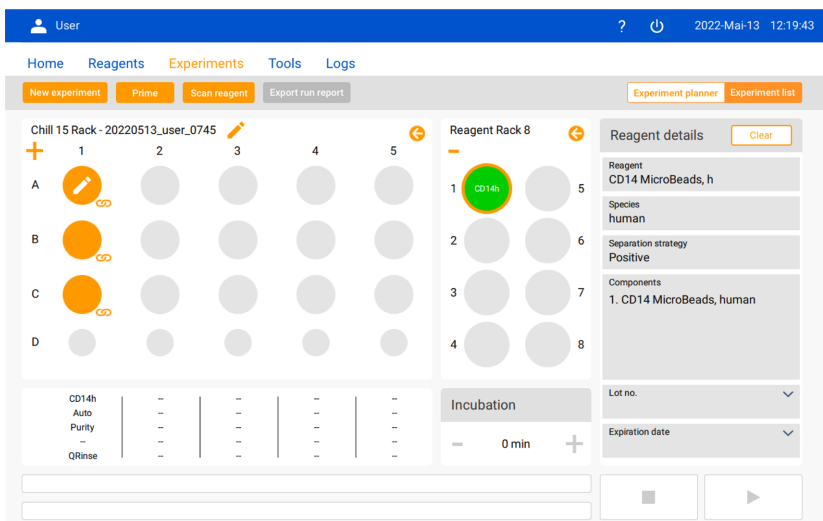 User
? 2022-Mai-13 12:19:43
Home Reagents Experiments Tools Logs
New experiment Prime Scan reagent Export run report Experiment planner Experiment list
Chill 15 Rack - 20220513_user_0745
1 2 3 4 5
A
B
C
D
Reagent Rack 8
1 CD14h 5
2 6
3 7
4 8
Reagent details Clear
Reagent
CD14 MicroBeads, h
Species
human
Separation strategy
Positive
Components
1. CD14 MicroBeads, human
Lot no.
Expiration date
CD14h -- -- -- --
Auto -- -- -- --
Purity -- -- -- --
-- -- -- -- --
QRinse -- -- -- --
Incubation
− 0 min +